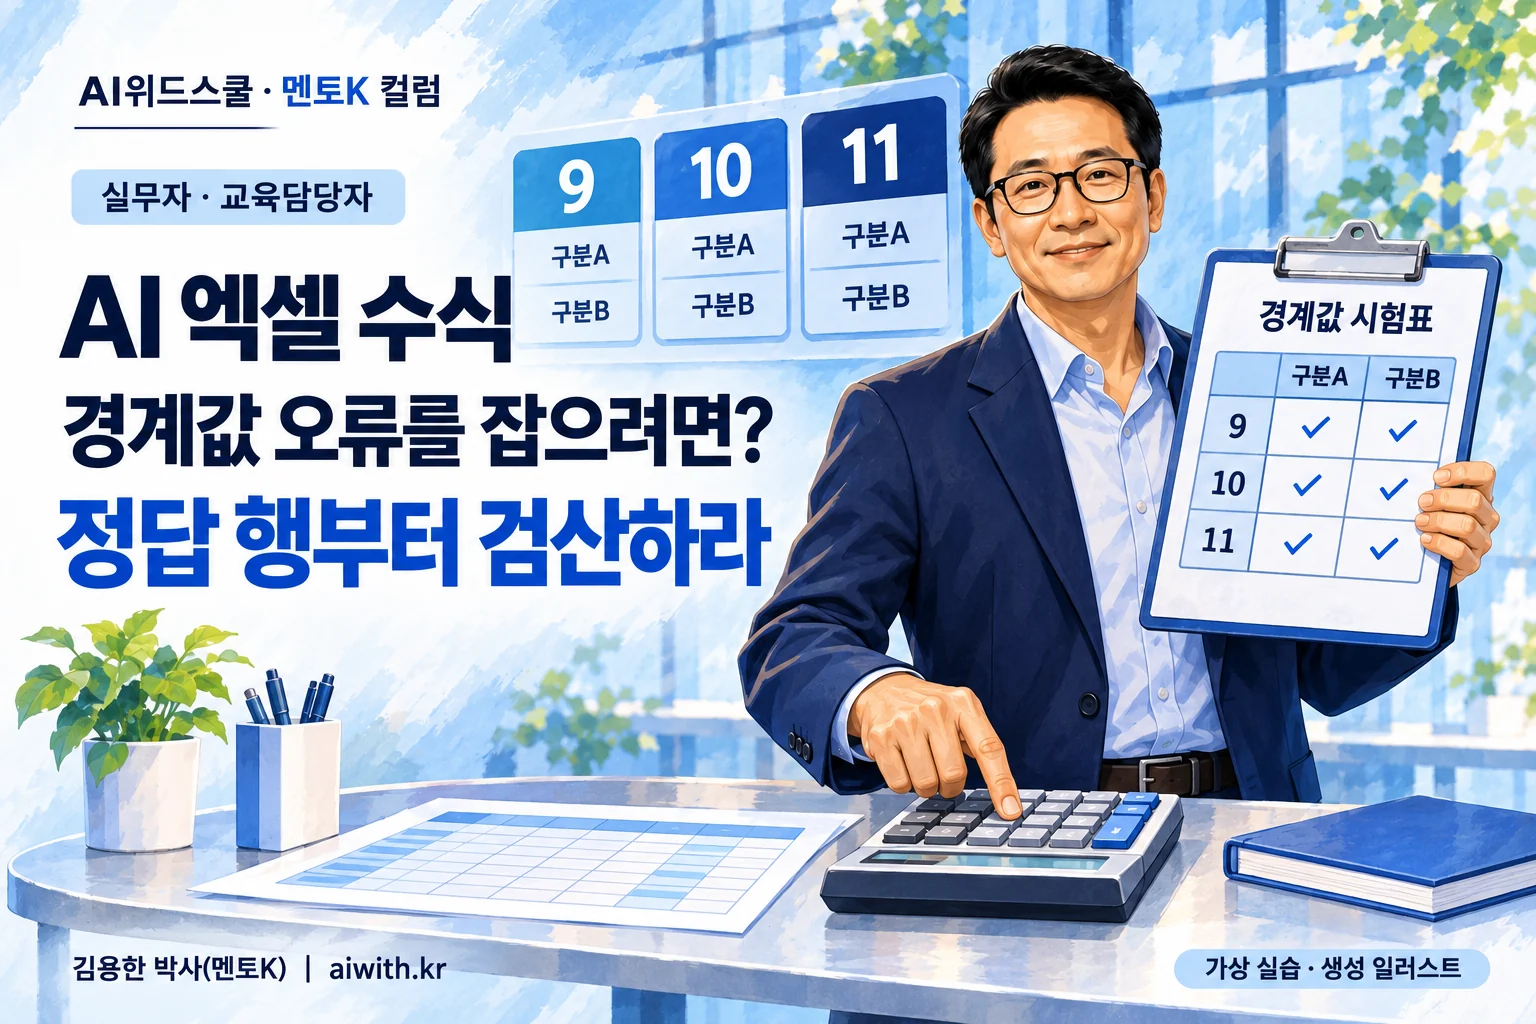 AI위드스쿨 · 멘토K 컬럼
실무자 · 교육담당자
AI 엑셀 수식
경계값 오류를 잡으려면?
정답 행부터 검산하라
9
구분A
구분B
10
구분A
구분B
11
구분A
구분B
경계값 시험표
구분A 구분B
9 ✓ ✓
10 ✓ ✓
11 ✓ ✓
김용한 박사(멘토K) | aiwith.kr
가상 실습 · 생성 일러스트